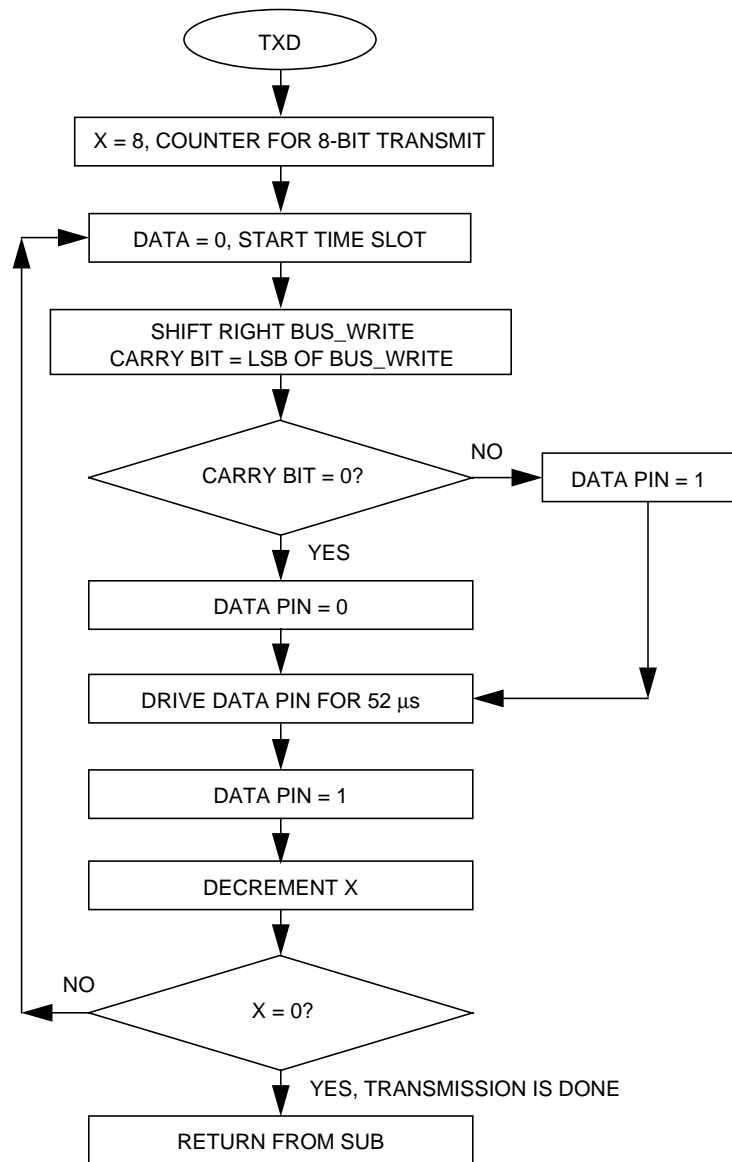 TXD
X = 8, COUNTER FOR 8-BIT TRANSMIT
DATA = 0, START TIME SLOT
SHIFT RIGHT BUS_WRITE
CARRY BIT = LSB OF BUS_WRITE
CARRY BIT = 0?
NO
DATA PIN = 1
YES
DATA PIN = 0
DRIVE DATA PIN FOR 52 µs
DATA PIN = 1
DECREMENT X
NO
X = 0?
YES, TRANSMISSION IS DONE
RETURN FROM SUB